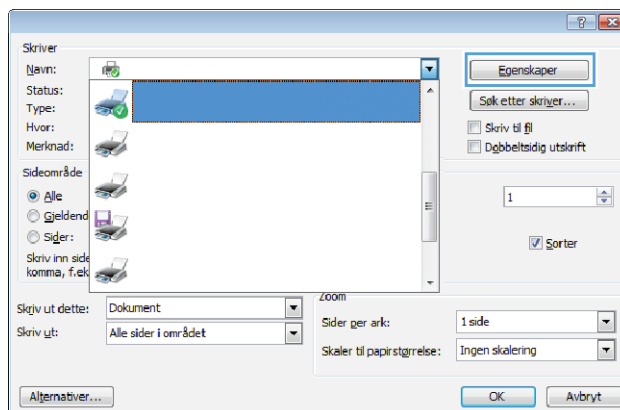 Skriver
Navn:
Egenskaper
Status:
Type:
Søk etter skriver...
Hvor:
Skriv til fil
Merknad:
Dobbeltsidig utskrift
Sideområde
Alle
1
Gjeldend
Sider:
Sorter
Skriv inn side
komma, f.ek
Zoom
Skriv ut dette:
Dokument
Sider per ark:
1 side
Skriv ut:
Alle sider i området
Skaler til papirstørrelse:
Ingen skalering
Alternativer...
OK
Avbryt